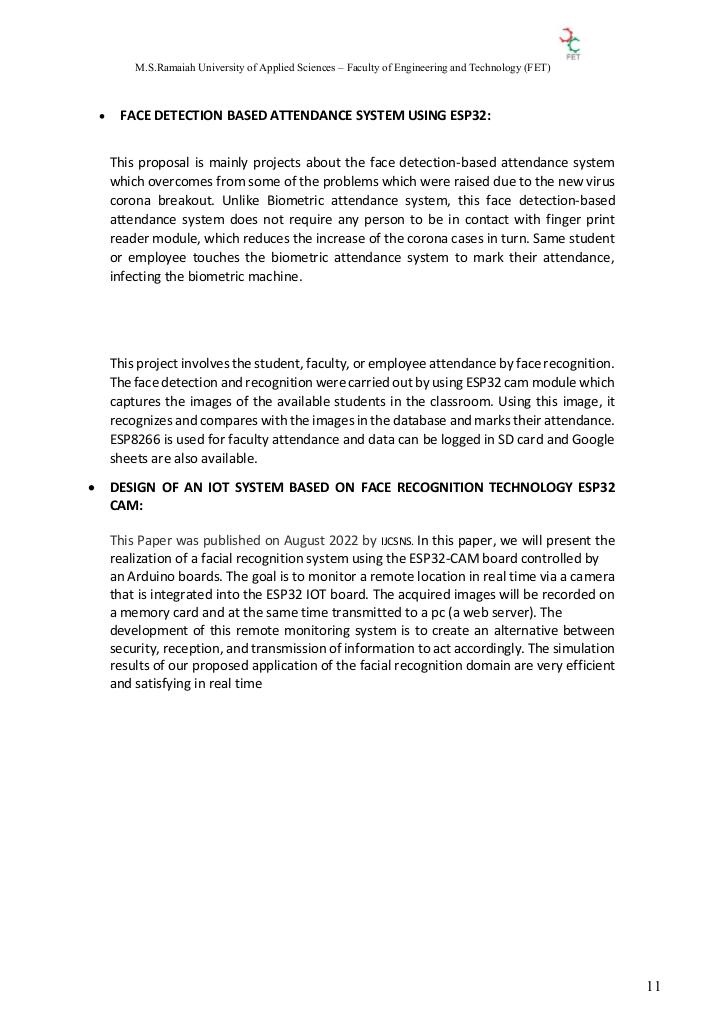 FET
M.S.Ramaiah University of Applied Sciences – Faculty of Engineering and Technology (FET)
• FACE DETECTION BASED ATTENDANCE SYSTEM USING ESP32:
This proposal is mainly projects about the face detection-based attendance system
which overcomes from some of the problems which were raised due to the new virus
corona breakout. Unlike Biometric attendance system, this face detection-based
attendance system does not require any person to be in contact with finger print
reader module, which reduces the increase of the corona cases in turn. Same student
or employee touches the biometric attendance system to mark their attendance,
infecting the biometric machine.
This project involves the student, faculty, or employee attendance by face recognition.
The face detection and recognition were carried out by using ESP32 cam module which
captures the images of the available students in the classroom. Using this image, it
recognizes and compares with the images in the database and marks their attendance.
ESP8266 is used for faculty attendance and data can be logged in SD card and Google
sheets are also available.
• DESIGN OF AN IOT SYSTEM BASED ON FACE RECOGNITION TECHNOLOGY ESP32
CAM:
This Paper was published on August 2022 by IJCSNS. In this paper, we will present the
realization of a facial recognition system using the ESP32-CAM board controlled by
an Arduino boards. The goal is to monitor a remote location in real time via a camera
that is integrated into the ESP32 IOT board. The acquired images will be recorded on
a memory card and at the same time transmitted to a pc (a web server). The
development of this remote monitoring system is to create an alternative between
security, reception, and transmission of information to act accordingly. The simulation
results of our proposed application of the facial recognition domain are very efficient
and satisfying in real time
11